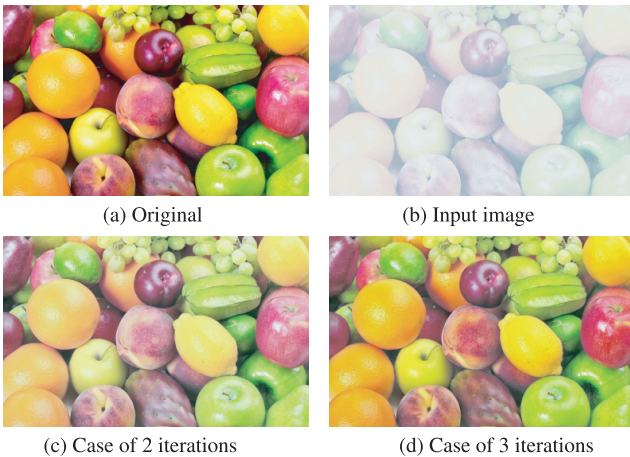 (a) Original
(b) Input image
(c) Case of 2 iterations
(d) Case of 3 iterations